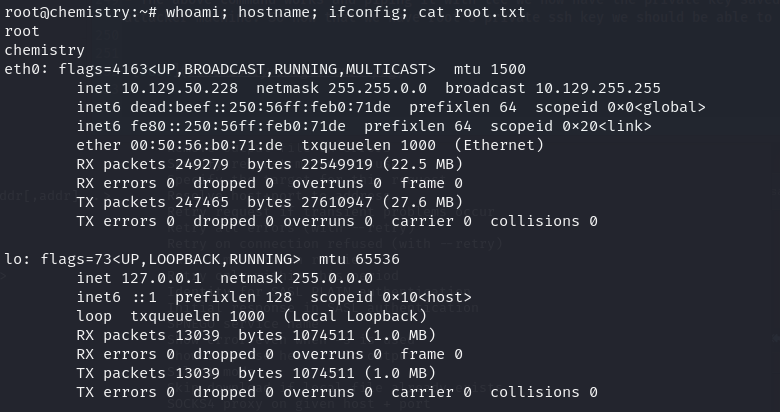 root@chemistry:~# whoami; hostname; ifconfig; cat root.txt
root
chemistry
eth0: flags=4163<UP,BROADCAST,RUNNING,MULTICAST>  mtu 1500
        inet 10.129.50.228  netmask 255.255.0.0  broadcast 10.129.255.255
        inet6 dead:beef::250:56ff:feb0:71de  prefixlen 64  scopeid 0x0<global>
        inet6 fe80::250:56ff:feb0:71de  prefixlen 64  scopeid 0x20<link>
        ether 00:50:56:b0:71:de  txqueuelen 1000  (Ethernet)
        RX packets 249279  bytes 22549919 (22.5 MB)
        RX errors 0  dropped 0  overruns 0  frame 0
        TX packets 247465  bytes 27610947 (27.6 MB)
        TX errors 0  dropped 0 overruns 0  carrier 0  collisions 0

lo: flags=73<UP,LOOPBACK,RUNNING>  mtu 65536
        inet 127.0.0.1  netmask 255.0.0.0
        inet6 ::1  prefixlen 128  scopeid 0x10<host>
        loop  txqueuelen 1000  (Local Loopback)
        RX packets 13039  bytes 1074511 (1.0 MB)
        RX errors 0  dropped 0  overruns 0  frame 0
        TX packets 13039  bytes 1074511 (1.0 MB)
        TX errors 0  dropped 0 overruns 0  carrier 0  collisions 0